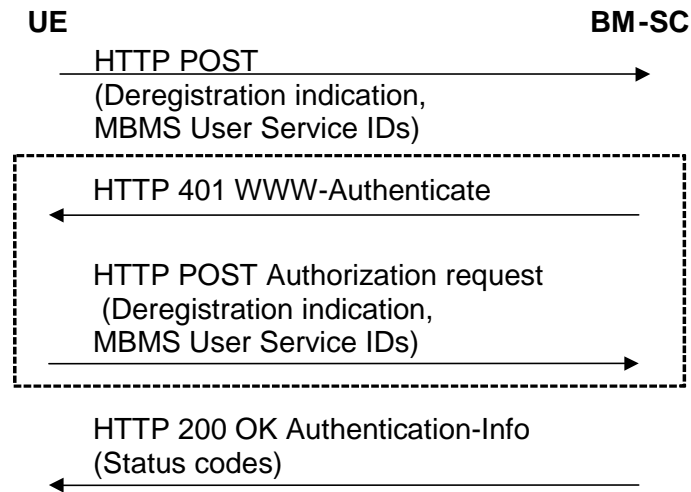 UE BM-SC
HTTP POST
(Deregistration indication,
MBMS User Service IDs)
HTTP 401 WWW-Authenticate
HTTP POST Authorization request
(Deregistration indication,
MBMS User Service IDs)
HTTP 200 OK Authentication-Info
(Status codes)